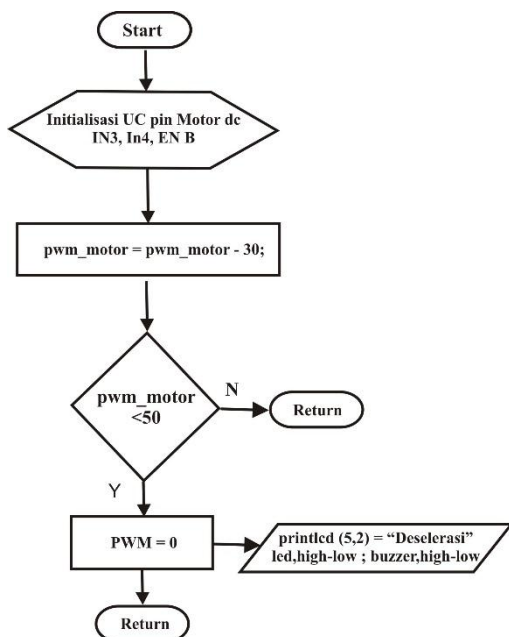 Start
Initialisasi UC pin Motor dc
IN3, In4, EN B
pwm_motor = pwm_motor - 30;
pwm_motor
<50
N
Return
Y
PWM = 0
printlcd (5,2) = “Deselerasi”
lcd,high-low ; buzzer,high-low
Return